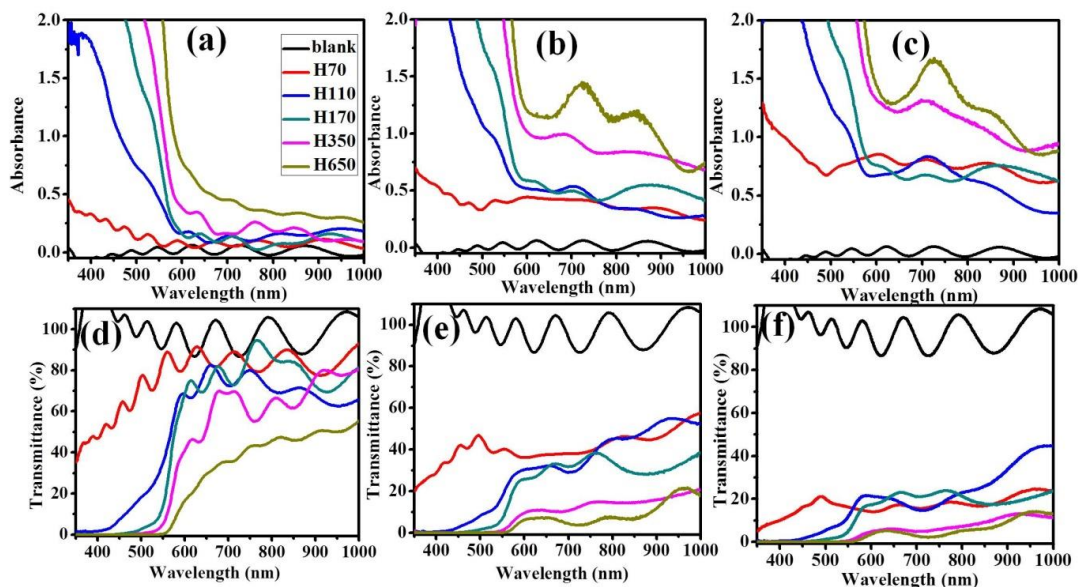 (a)
blank
H70
H110
H170
H350
H650
Absorbance
2.0
1.5
1.0
0.5
0.0
400 500 600 700 800 900 1000
Wavelength (nm)
(b)
Absorbance
2.0
1.5
1.0
0.5
0.0
400 500 600 700 800 900 1000
Wavelength (nm)
(c)
Absorbance
2.0
1.5
1.0
0.5
0.0
400 500 600 700 800 900 1000
Wavelength (nm)
(d)
Transmittance (%)
100
80
60
40
20
0
400 500 600 700 800 900 1000
Wavelength (nm)
(e)
Transmittance (%)
100
80
60
40
20
0
400 500 600 700 800 900 1000
Wavelength (nm)
(f)
Transmittance (%)
100
80
60
40
20
0
400 500 600 700 800 900 1000
Wavelength (nm)